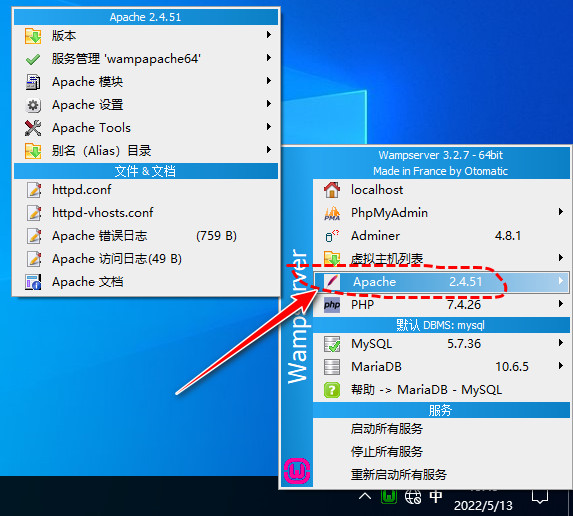 Apache 2.4.51
版本
服务管理 'wampapache64'
Apache 模块
Apache 设置
Apache Tools
别名（Alias）目录
文件 & 文档
httpd.conf
httpd-vhosts.conf
Apache 错误日志 (759 B)
Apache 访问日志(49 B)
Apache 文档
Wampserver 3.2.7 - 64bit
Made in France by Otomatic
Wampserver
localhost
PMA PhpMyAdmin
Adminer 4.8.1
虚拟主机列表
Apache 2.4.51
php PHP 7.4.26
默认 DBMS: mysql
MySQL 5.7.36
MariaDB 10.6.5
帮助 -> MariaDB - MySQL
服务
启动所有服务
停止所有服务
重新启动所有服务
中
2022/5/13